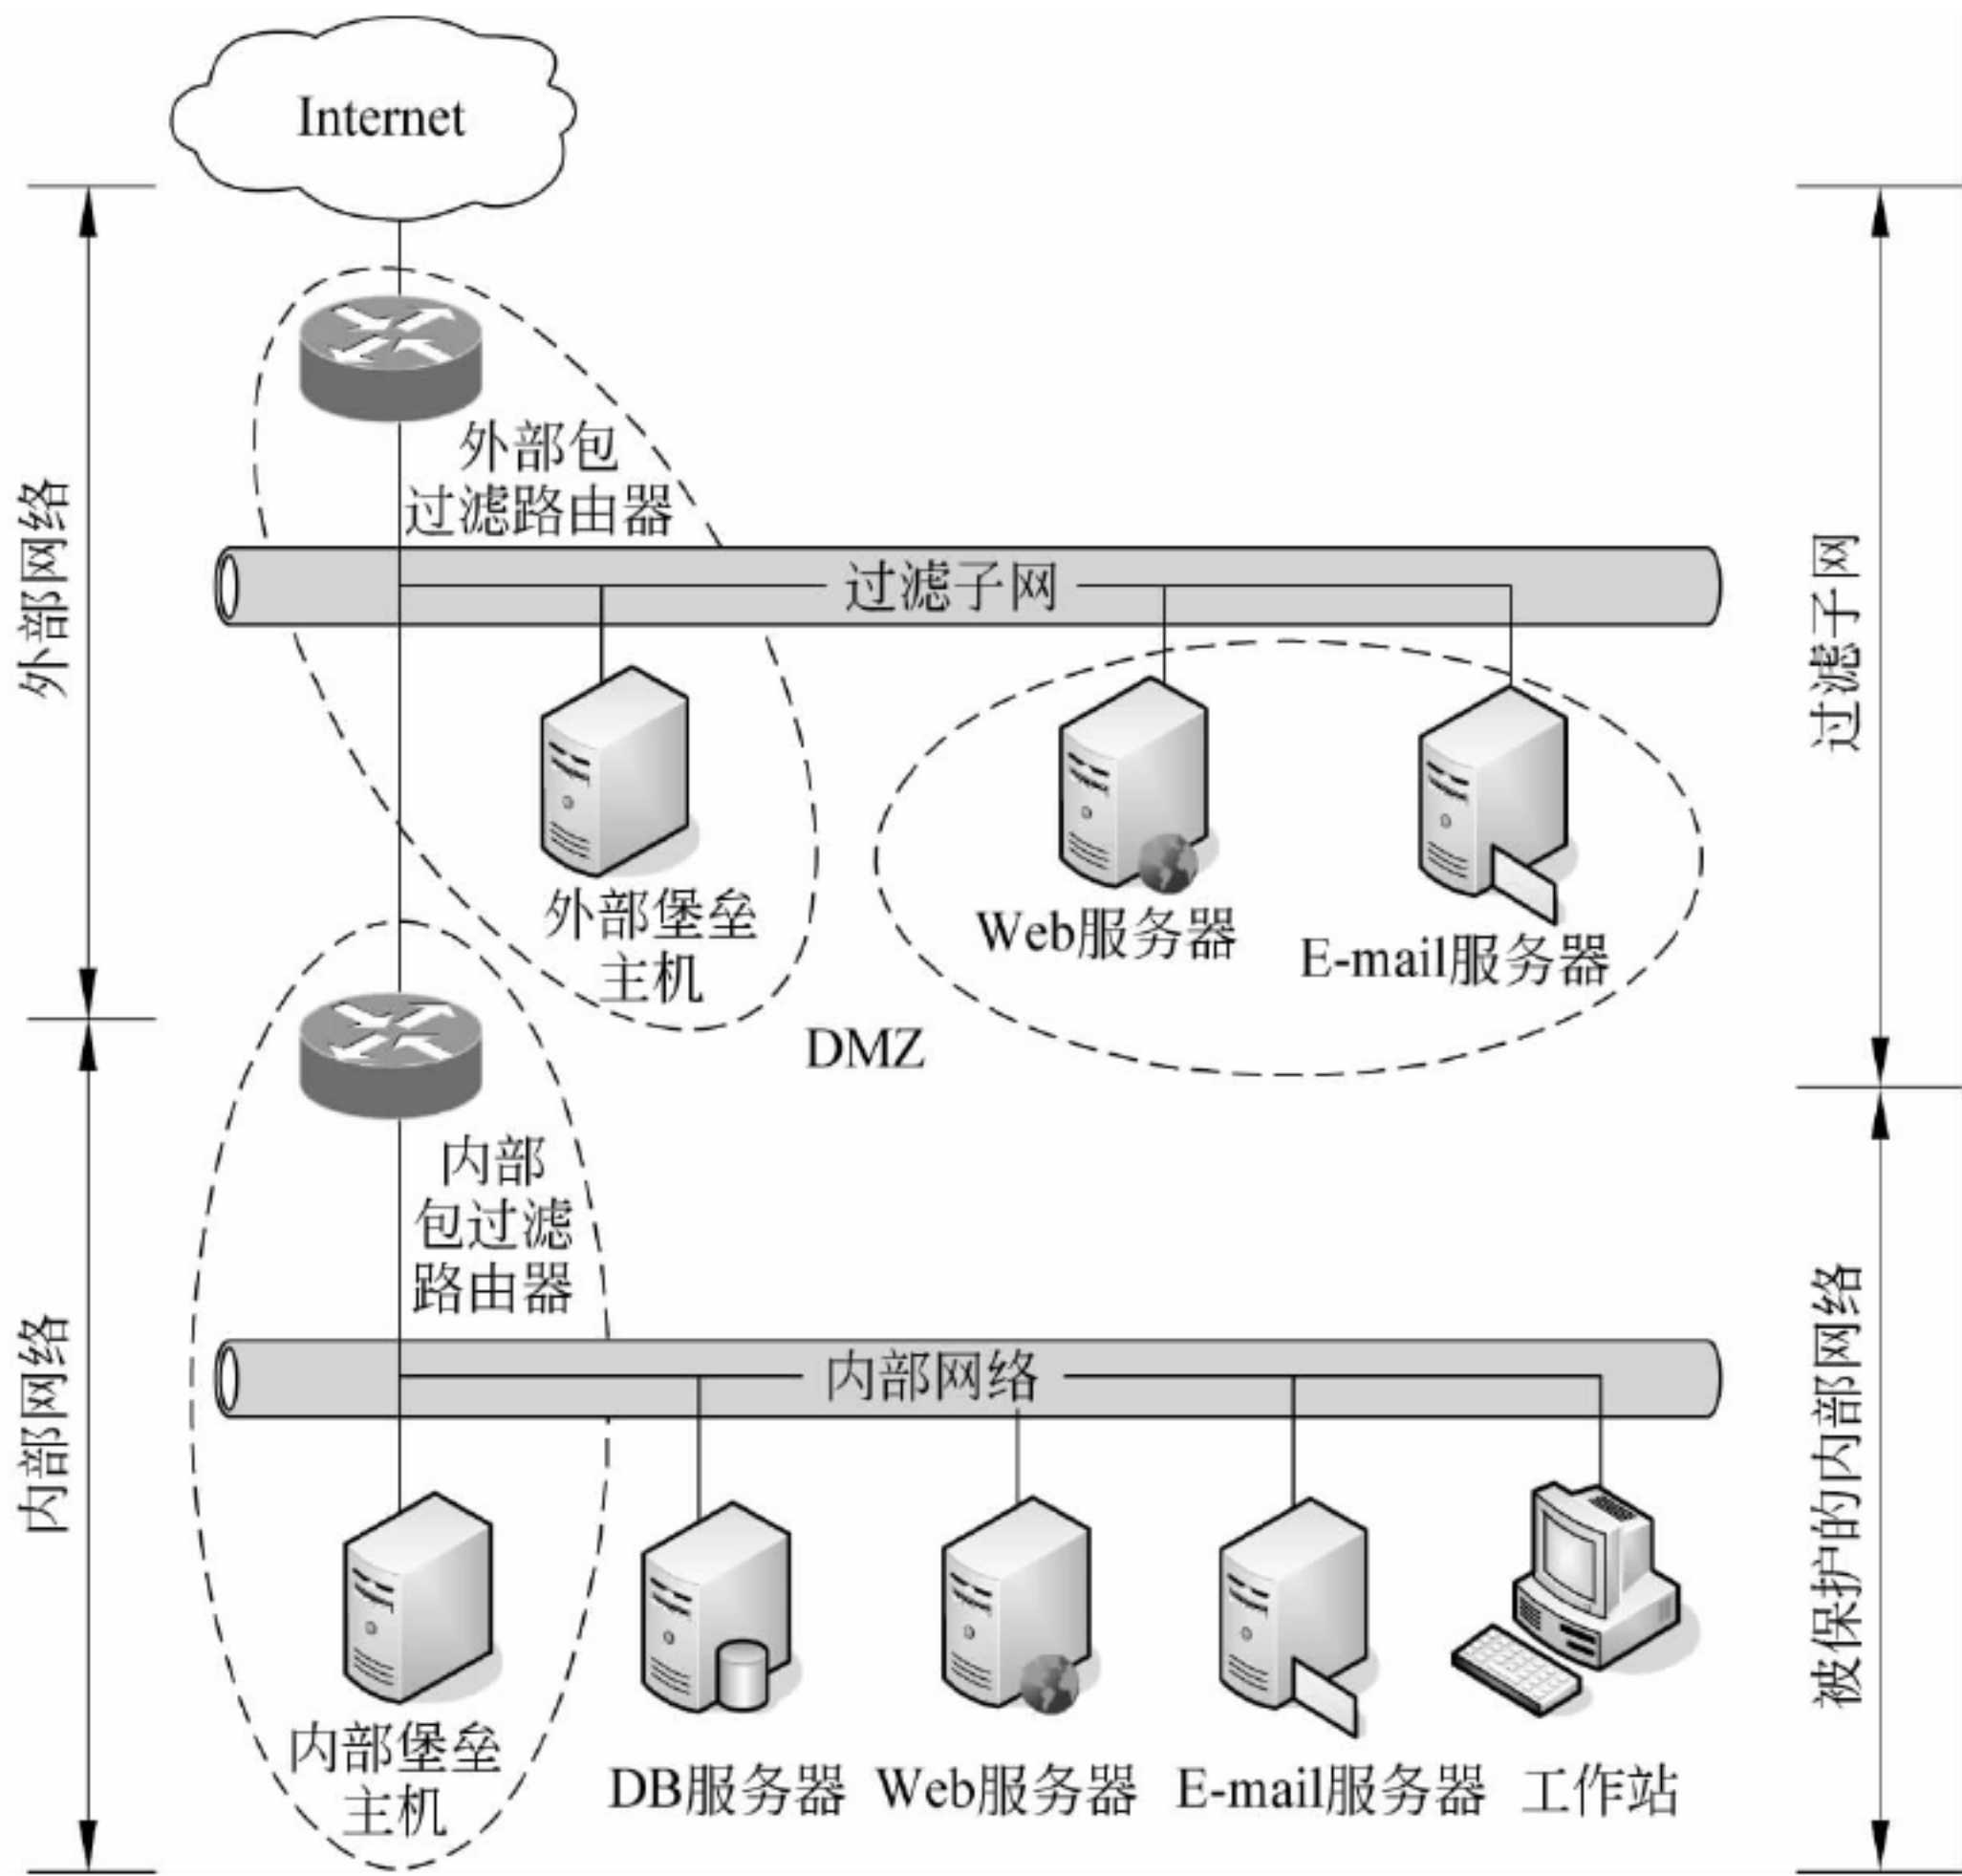 Internet
外部包
过滤路由器
外部网络
过滤子网
过滤子网
外部堡垒
主机
Web服务器
E-mail服务器
DMZ
内部
包过滤
路由器
内部网络
内部网络
被保护的内部网络
内部堡垒
主机
DB服务器
Web服务器
E-mail服务器
工作站